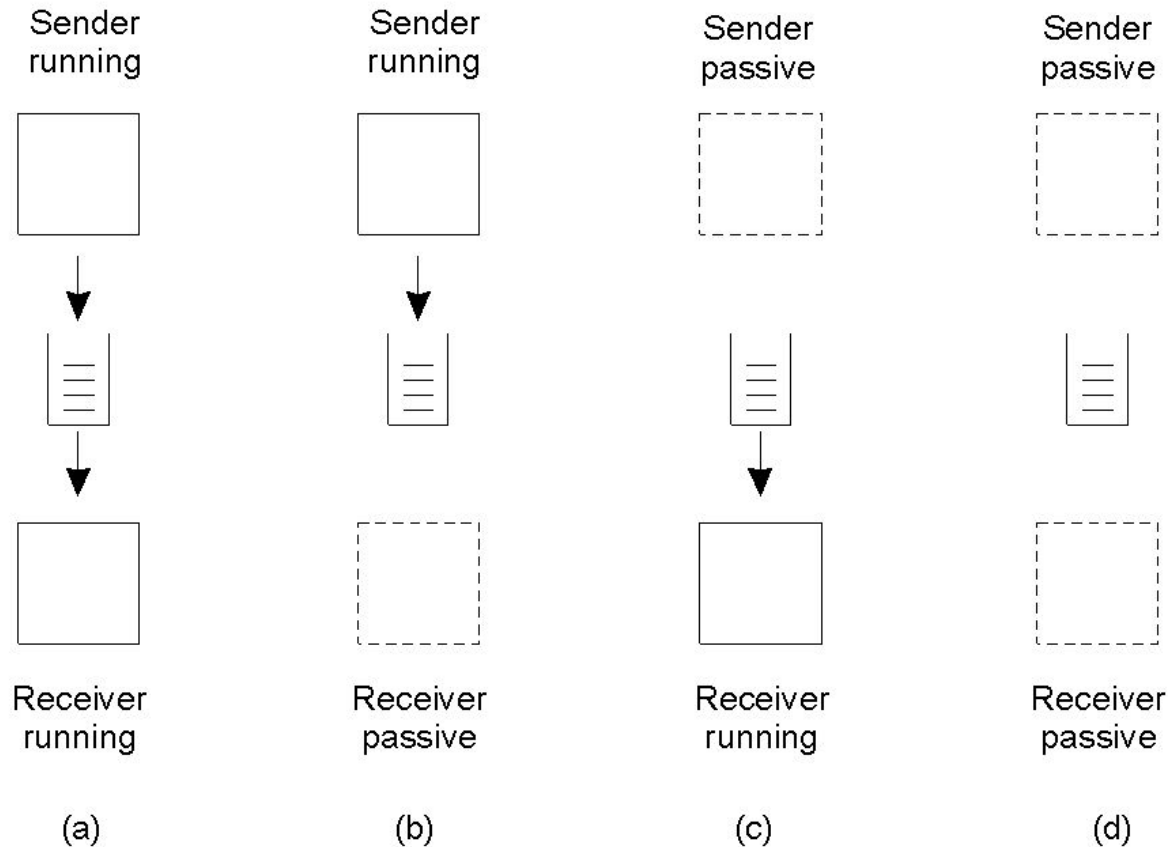 Sender
running
Sender
running
Sender
passive
Sender
passive
Receiver
running
Receiver
passive
Receiver
running
Receiver
passive
(a)
(b)
(c)
(d)